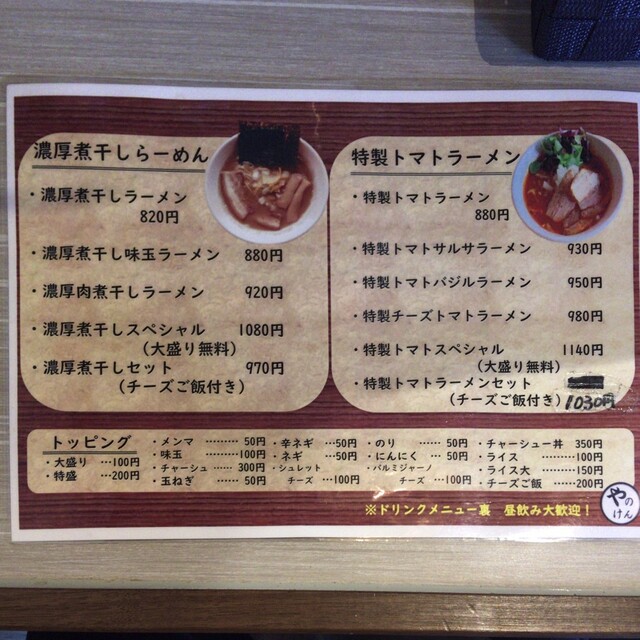 濃厚煮干しらーめん
・濃厚煮干しラーメン
820円
・濃厚煮干し味玉ラーメン 880円
・濃厚肉煮干しラーメン 920円
・濃厚煮干しスペシャル 1080円
(大盛り無料)
・濃厚煮干しセット 970円
(チーズご飯付き)
特製トマトラーメン
・特製トマトラーメン
880円
・特製トマトサルサラーメン 930円
・特製トマトバジルラーメン 950円
・特製チーズトマトラーメン 980円
・特製トマトスペシャル 1140円
(大盛り無料)
・特製トマトラーメンセット
(チーズご飯付き) 1030円
トッピング
・大盛り …100円
・特盛 …200円
・メンマ ……… 50円
・味玉 ………100円
・チャーシュー …… 300円
・玉ねぎ …… 50円
・辛ネギ …50円
・ネギ …50円
・シュレット
チーズ …100円
・のり …… 50円
・にんにく … 50円
・パルミジャーノ
チーズ …100円
・チャーシュー丼 350円
・ライス ………100円
・ライス大 ………150円
・チーズご飯 ……200円
※ドリンクメニュー裏 昼飲み大歓迎！
やの
けん